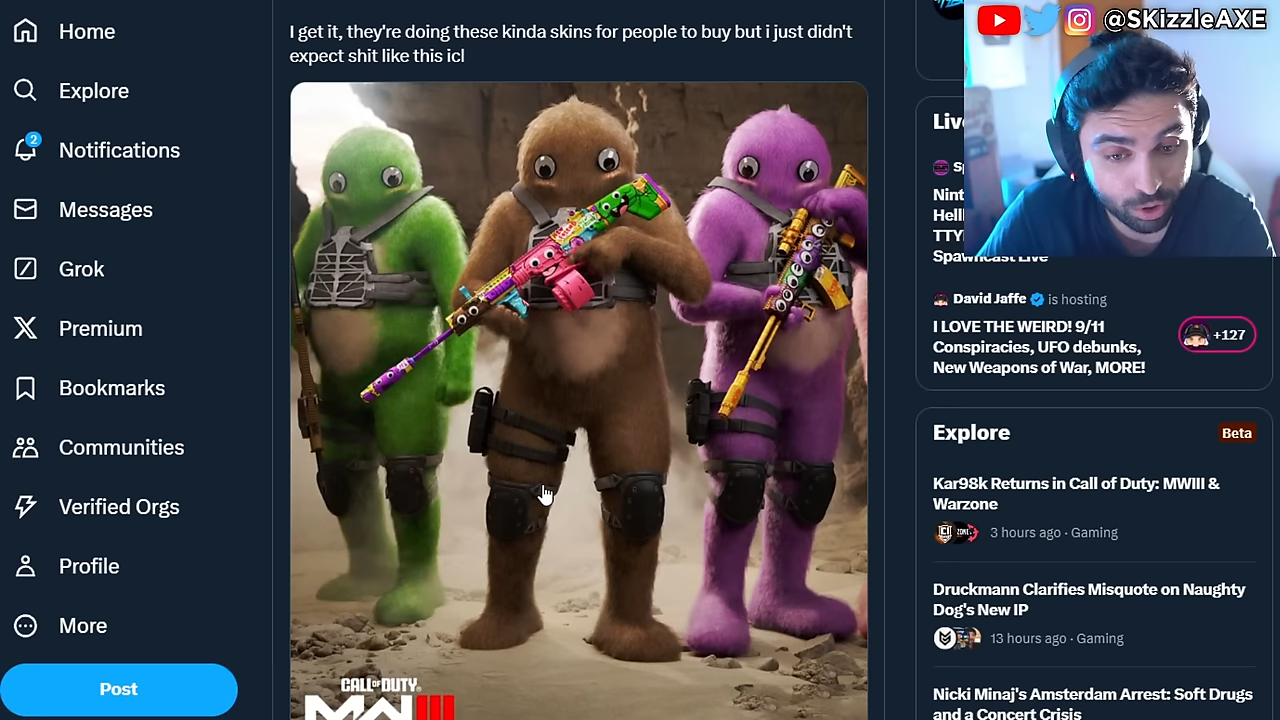 Home
Explore
2
Notifications
Messages
Grok
Premium
Bookmarks
Communities
Verified Orgs
Profile
More
Post
I get it, they're doing these kinda skins for people to buy but i just didn't
expect shit like this icl
CALL OF DUTY
MWIII
@SKizzleAXE
Spawncast Live
David Jaffe is hosting
I LOVE THE WEIRD! 9/11
Conspiracies, UFO debunks,
New Weapons of War, MORE!
+127
Explore
Beta
Kar98k Returns in Call of Duty: MWIII &
Warzone
3 hours ago · Gaming
Druckmann Clarifies Misquote on Naughty
Dog's New IP
13 hours ago · Gaming
Nicki Minaj's Amsterdam Arrest: Soft Drugs
and a Concert Crisis